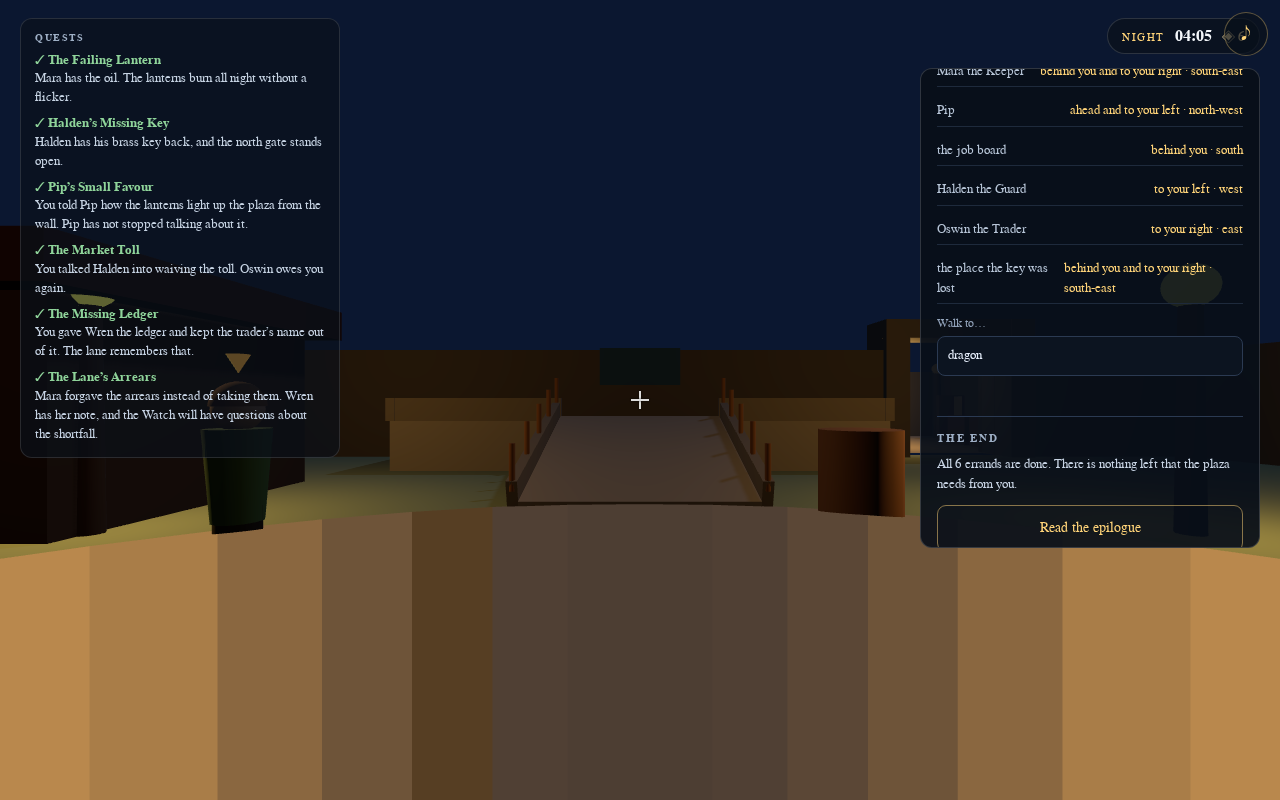 QUESTS
✓ The Failing Lantern
Mara has the oil. The lanterns burn all night without a
flicker.
✓ Halden’s Missing Key
Halden has his brass key back, and the north gate stands
open.
✓ Pip’s Small Favour
You told Pip how the lanterns light up the plaza from the
wall. Pip has not stopped talking about it.
✓ The Market Toll
You talked Halden into waiving the toll. Oswin owes you
again.
✓ The Missing Ledger
You gave Wren the ledger and kept the trader’s name out
of it. The lane remembers that.
✓ The Lane’s Arrears
Mara forgave the arrears instead of taking them. Wren
has her note, and the Watch will have questions about
the shortfall.
NIGHT 04:05
Mara the Keeper behind you and to your right · south-east
Pip ahead and to your left · north-west
the job board behind you · south
Halden the Guard to your left · west
Oswin the Trader to your right · east
the place the key was behind you and to your right ·
lost south-east
Walk to…
dragon
THE END
All 6 errands are done. There is nothing left that the plaza
needs from you.
Read the epilogue